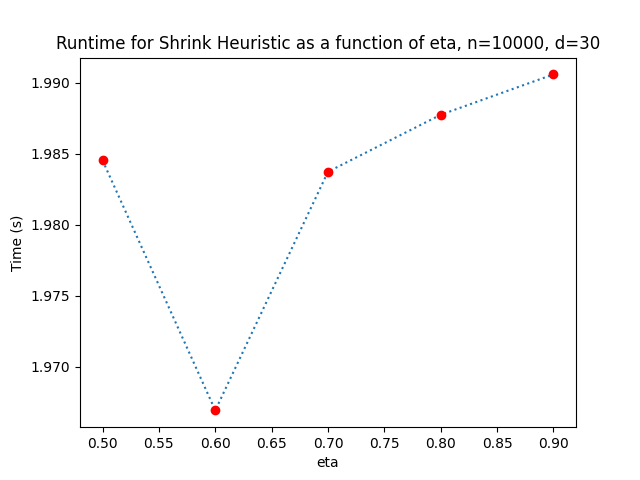 Runtime for Shrink Heuristic as a function of eta, n=10000, d=30
1.990
1.985
1.980
1.975
1.970
Time (s)
0.50 0.55 0.60 0.65 0.70 0.75 0.80 0.85 0.90
eta